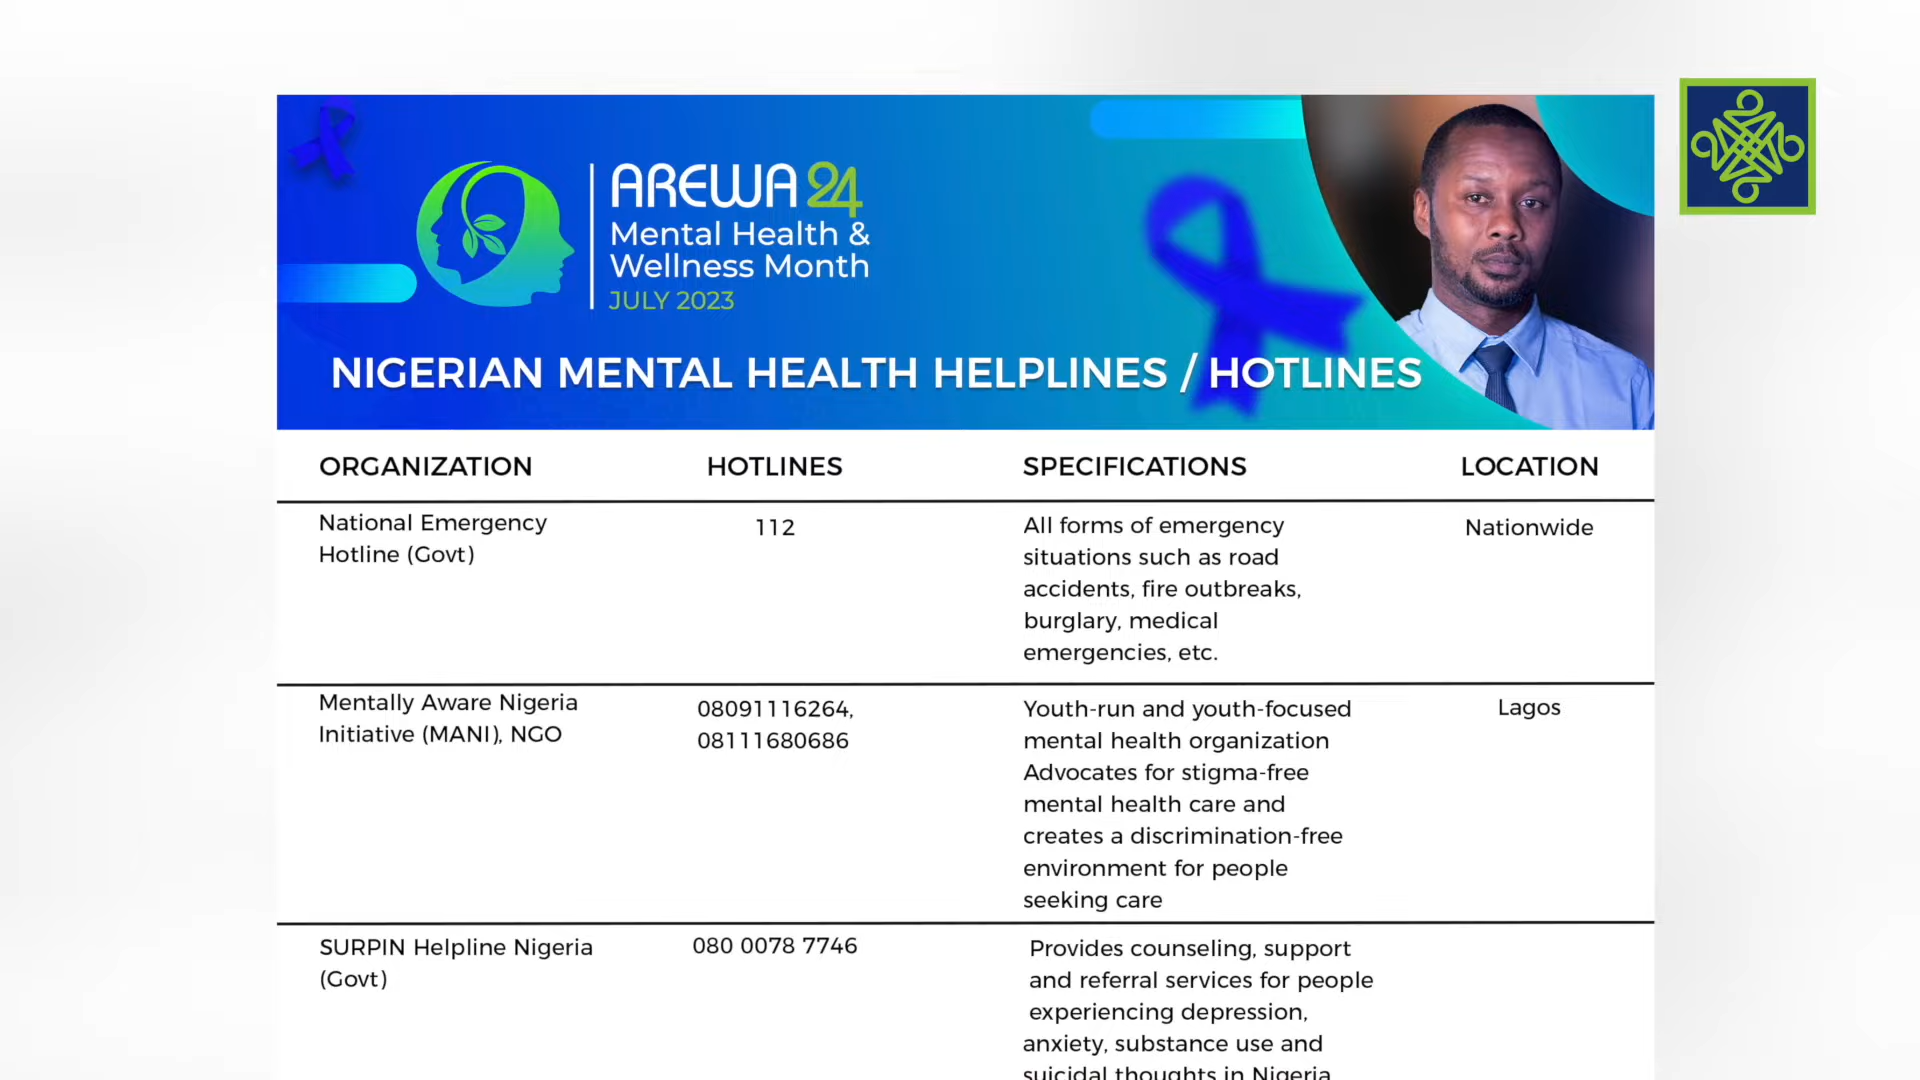 AREWA 24
Mental Health &
Wellness Month
JULY 2023
NIGERIAN MENTAL HEALTH HELPLINES / HOTLINES
ORGANIZATION HOTLINES SPECIFICATIONS LOCATION
National Emergency
Hotline (Govt)
112
All forms of emergency
situations such as road
accidents, fire outbreaks,
burglary, medical
emergencies, etc.
Nationwide
Mentally Aware Nigeria
Initiative (MANI), NGO
08091116264,
08111680686
Youth-run and youth-focused
mental health organization
Advocates for stigma-free
mental health care and
creates a discrimination-free
environment for people
seeking care
Lagos
SURPIN Helpline Nigeria
(Govt)
080 0078 7746
Provides counseling, support
and referral services for people
experiencing depression,
anxiety, substance use and
suicidal thoughts in Nigeria